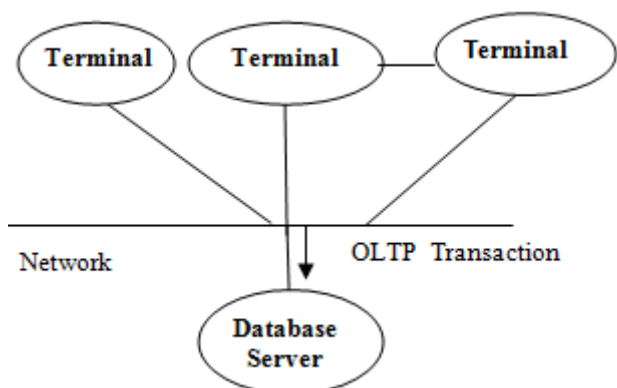 Terminal
Terminal
Terminal
Network
OLTP Transaction
Database
Server